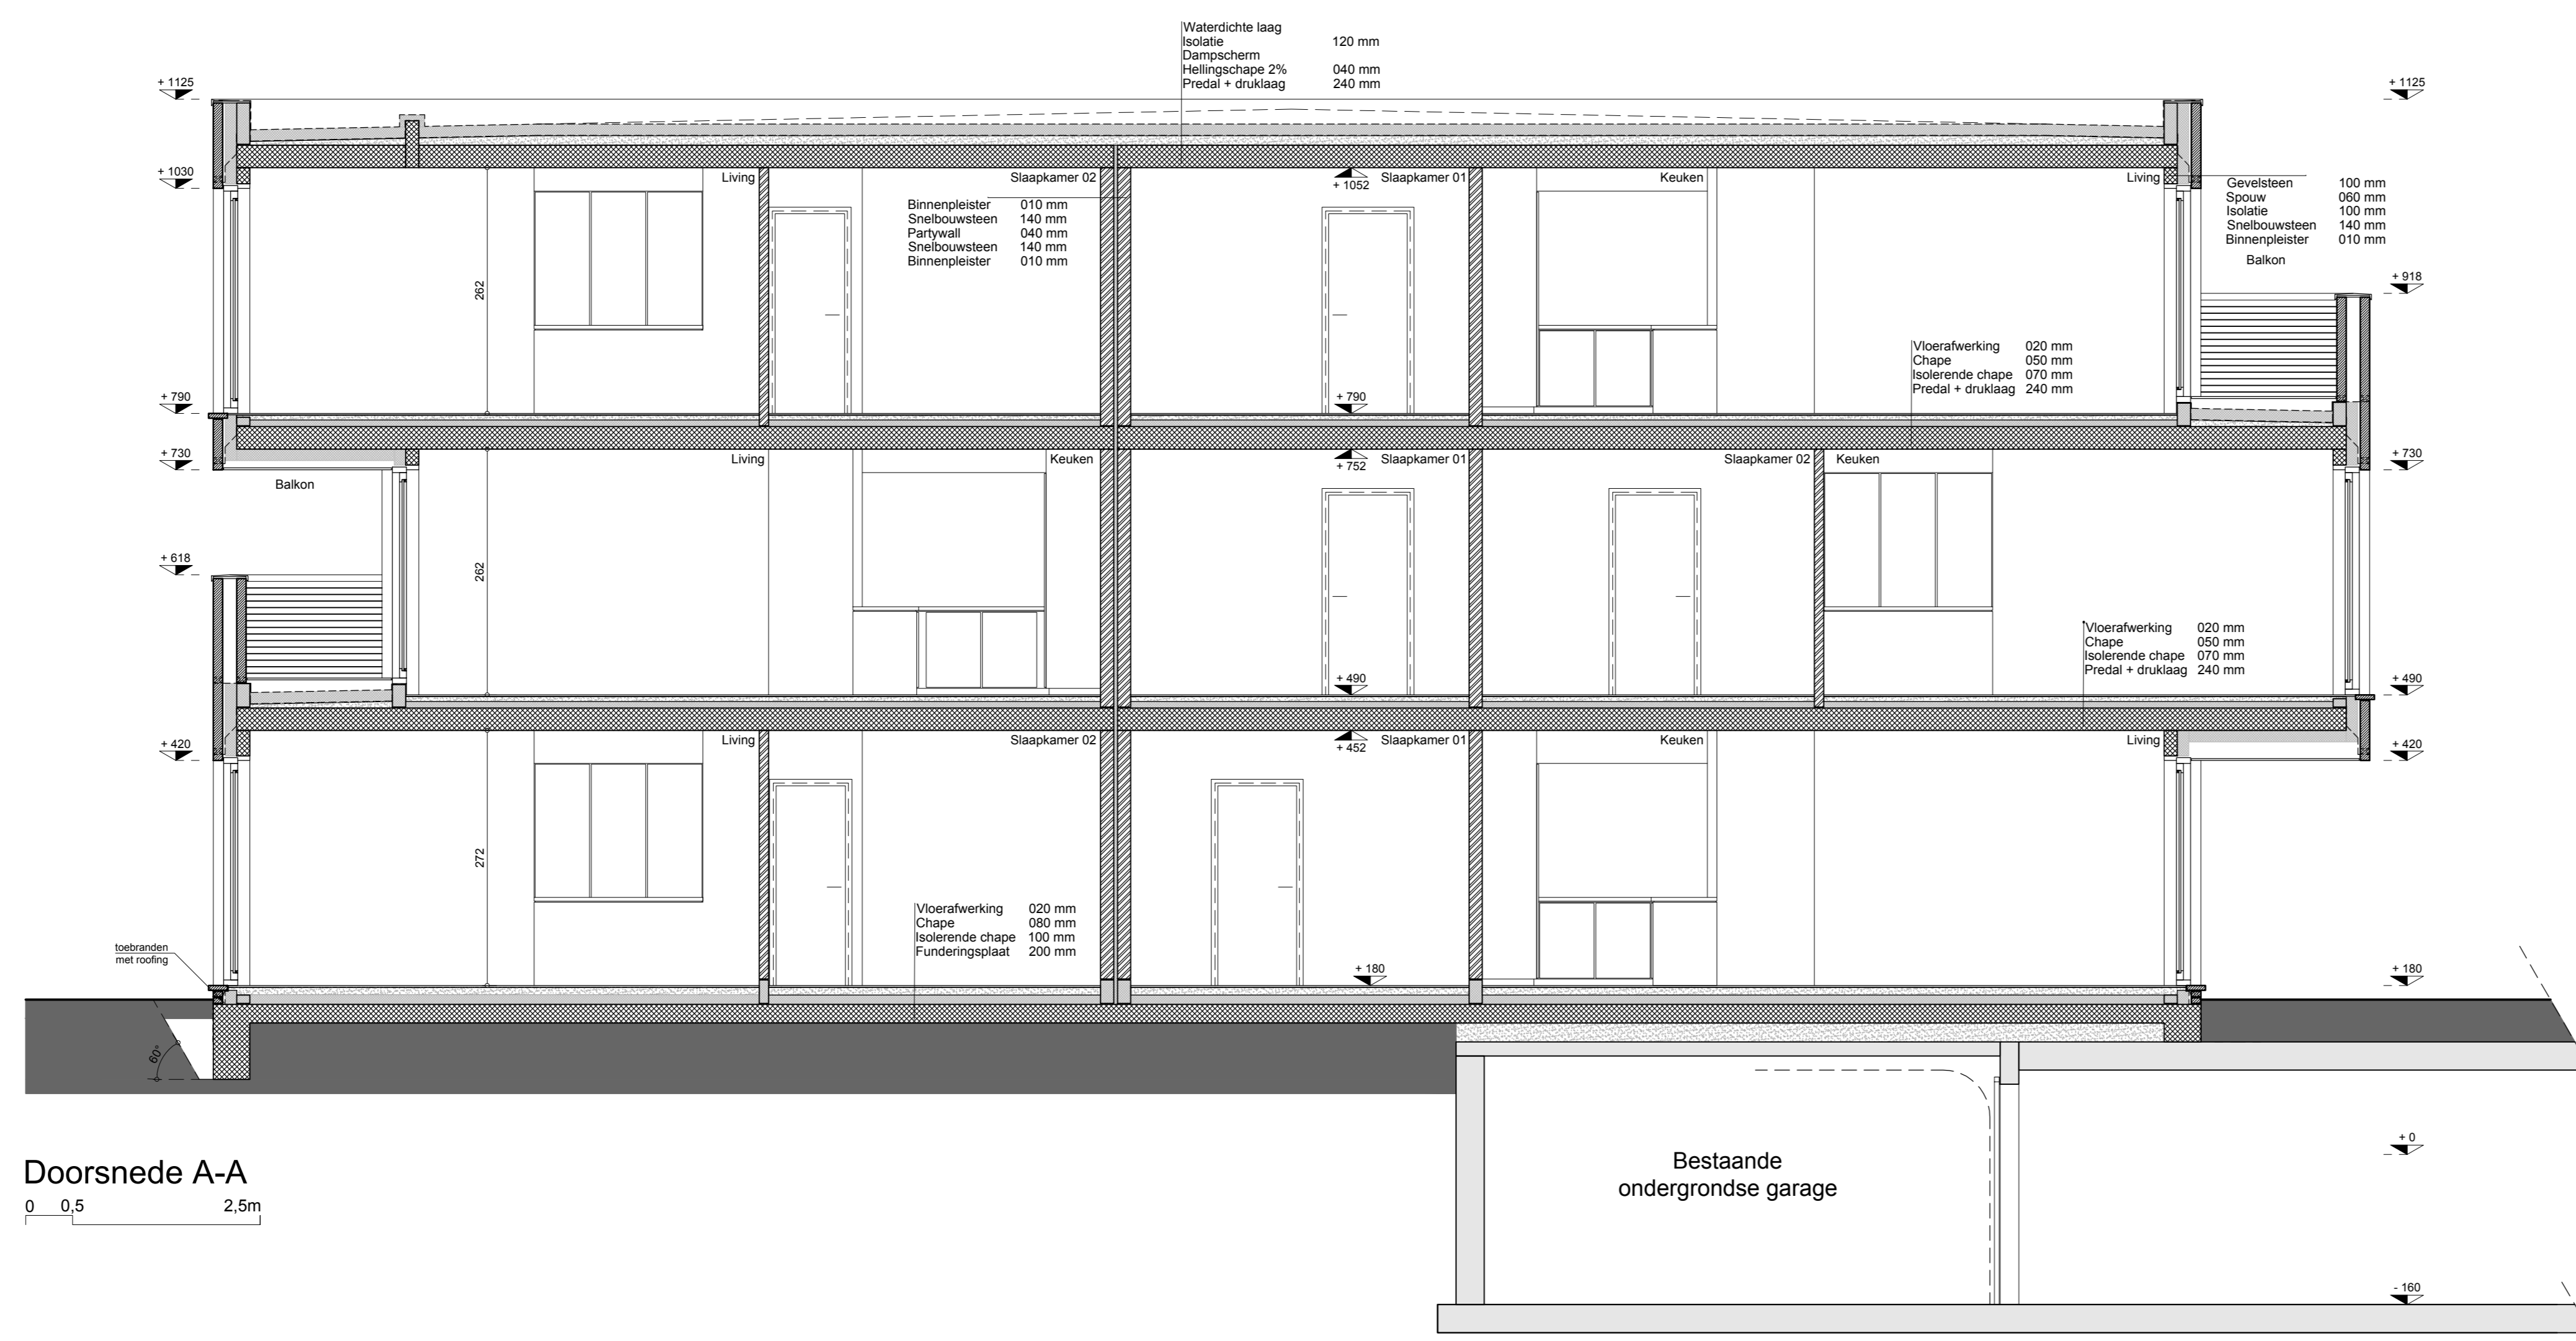 Waterdichte laag
Isolatie 120 mm
Dampscherm
Hellingschape 2% 040 mm
Predal + druklaag 240 mm
+ 1125
+ 1125
+ 1030
Living
Slaapkamer 02
+ 1052
Slaapkamer 01
Keuken
Living
Binnenpleister 010 mm
Snelbouwsteen 140 mm
Partywall 040 mm
Snelbouwsteen 140 mm
Binnenpleister 010 mm
Gevelsteen 100 mm
Spouw 060 mm
Isolatie 100 mm
Snelbouwsteen 140 mm
Binnenpleister 010 mm
Balkon
+ 918
262
Vloerafwerking 020 mm
Chape 050 mm
Isolerende chape 070 mm
Predal + druklaag 240 mm
+ 790
+ 790
+ 730
Living
Keuken
+ 752
Slaapkamer 01
Slaapkamer 02
Keuken
+ 730
Balkon
+ 618
262
Vloerafwerking 020 mm
Chape 050 mm
Isolerende chape 070 mm
Predal + druklaag 240 mm
+ 490
+ 490
+ 420
Living
Slaapkamer 02
+ 452
Slaapkamer 01
Keuken
Living
+ 420
272
Vloerafwerking 020 mm
Chape 080 mm
Isolerende chape 100 mm
Funderingsplaat 200 mm
toebranden
met roofing
+ 180
+ 180
60°
Doorsnede A-A
0 0,5 2,5m
Bestaande
ondergrondse garage
+ 0
- 160